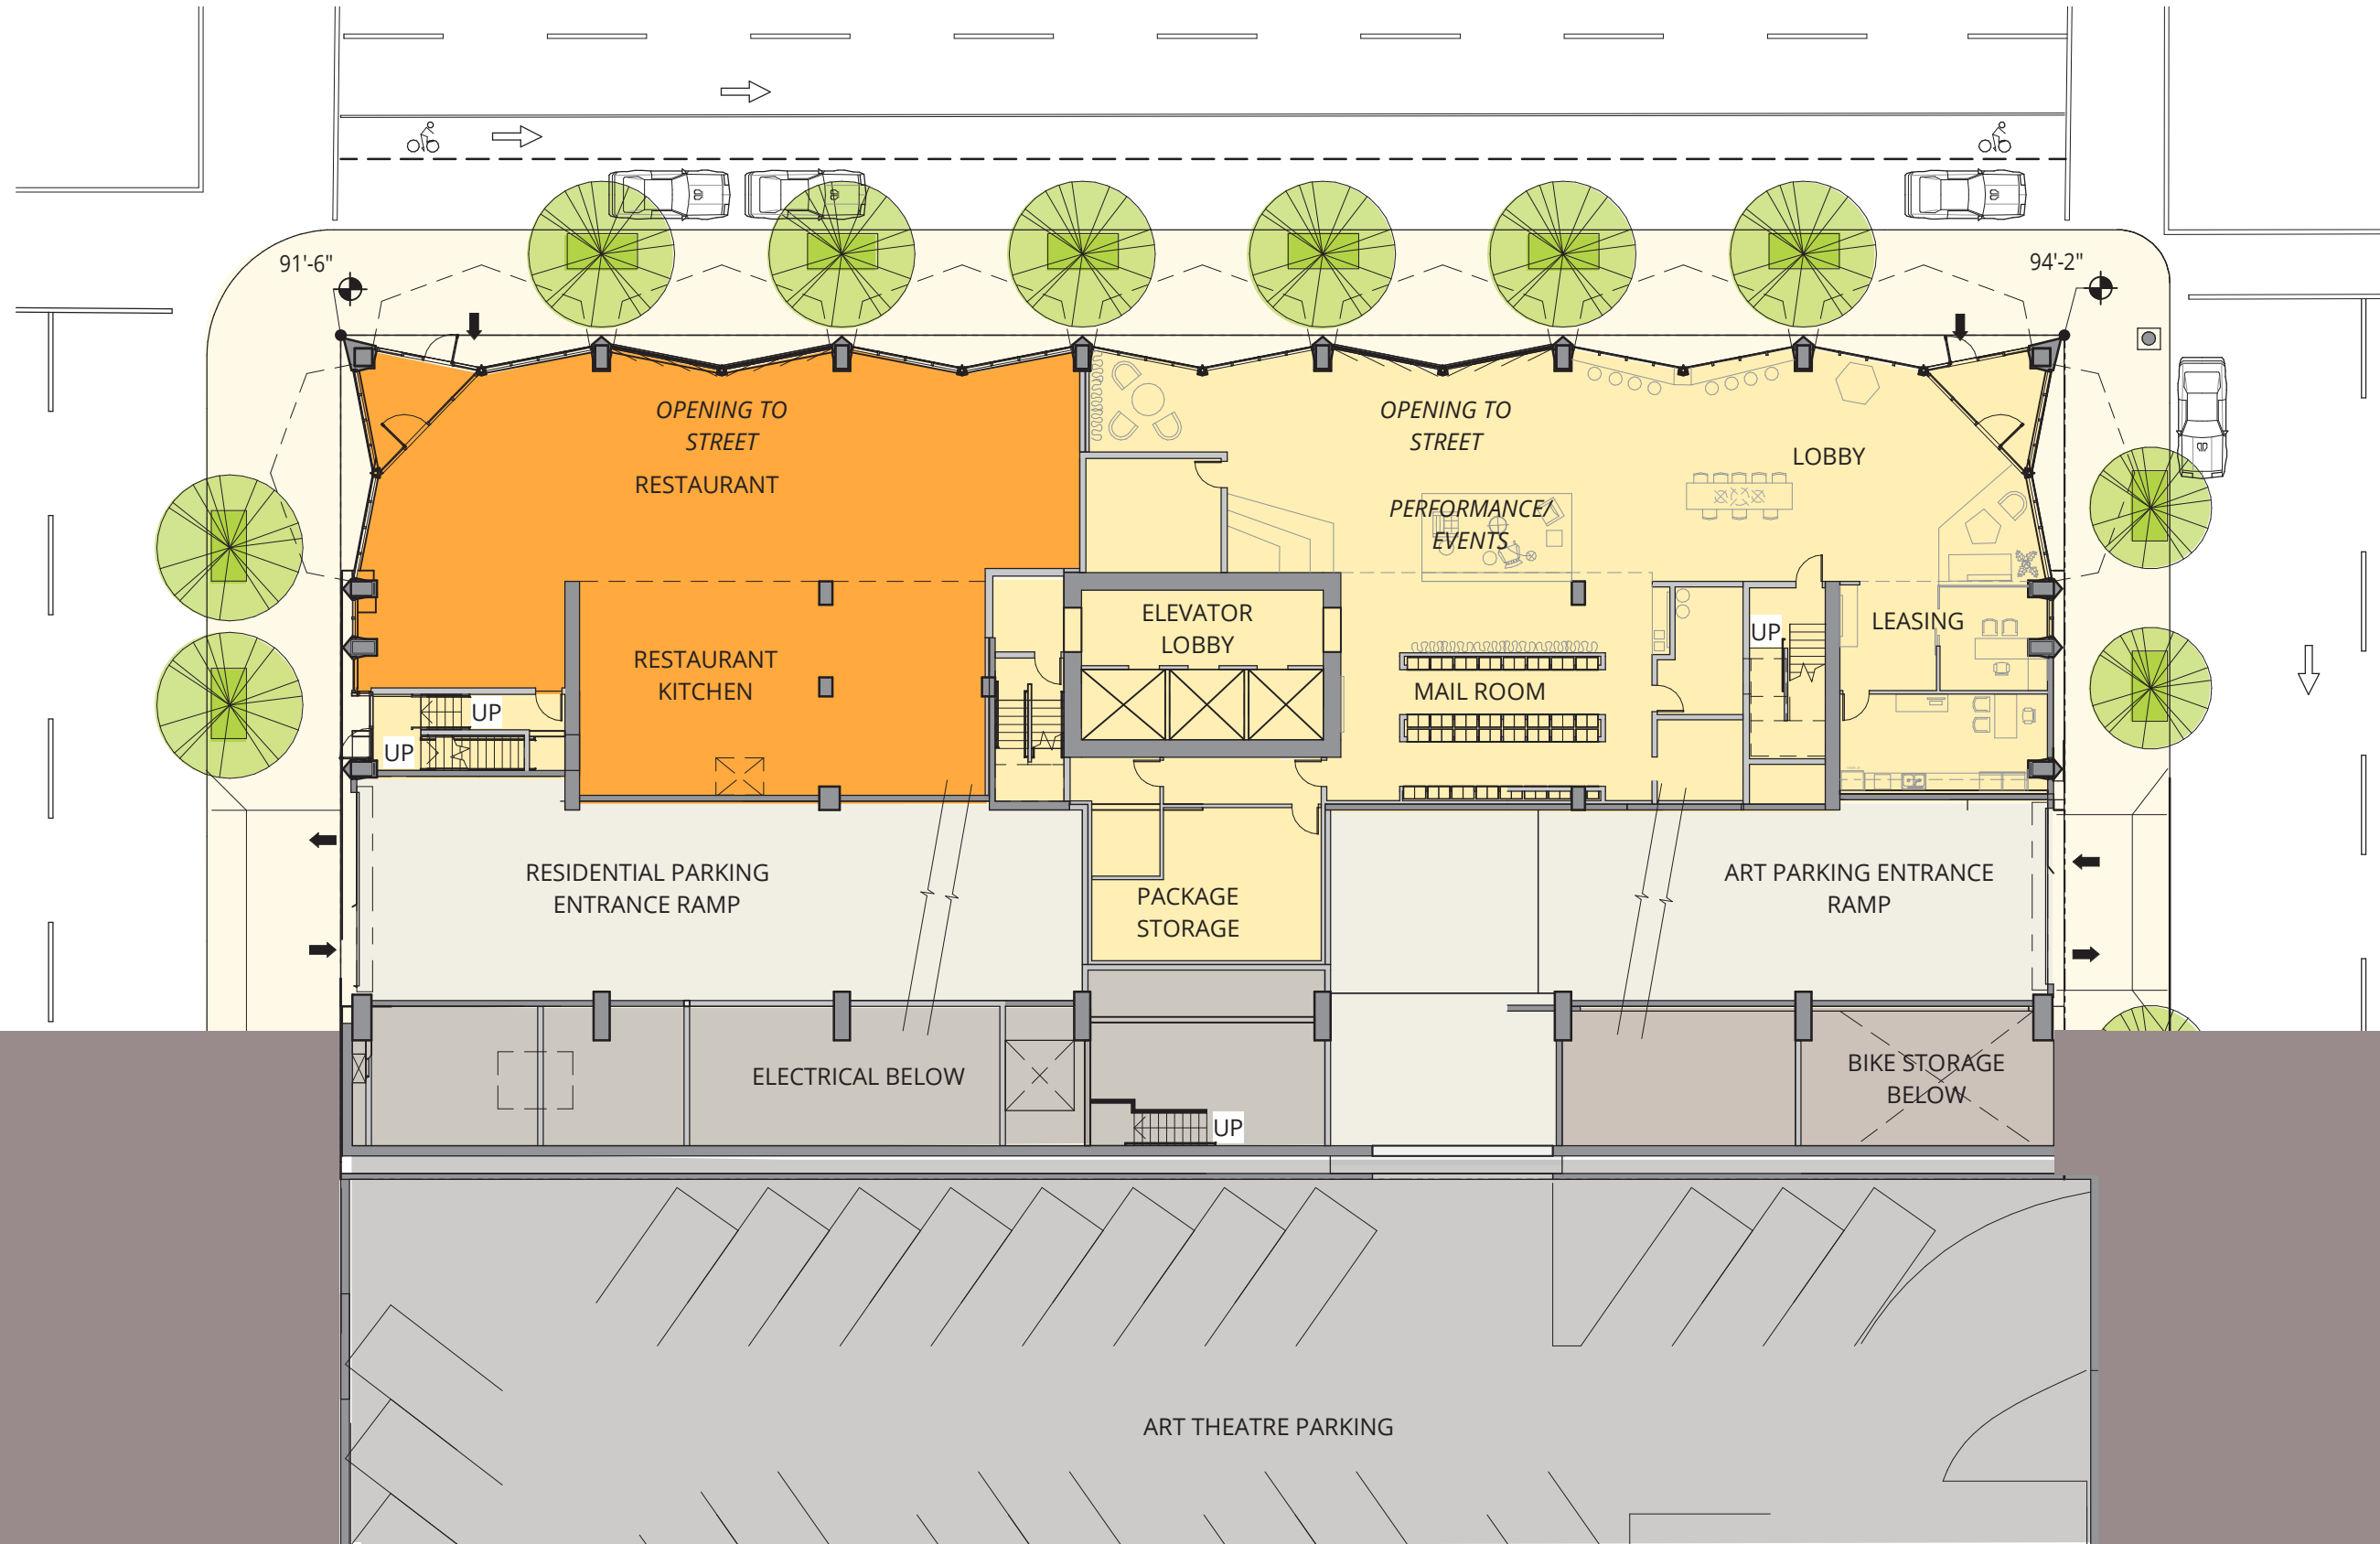 91'-6"
94'-2"
OPENING TO
STREET
RESTAURANT
OPENING TO
STREET
LOBBY
PERFORMANCE/
EVENTS
ELEVATOR
LOBBY
LEASING
UP
RESTAURANT
KITCHEN
MAIL ROOM
UP
UP
RESIDENTIAL PARKING
ENTRANCE RAMP
PACKAGE
STORAGE
ART PARKING ENTRANCE
RAMP
ELECTRICAL BELOW
BIKE STORAGE
BELOW
UP
ART THEATRE PARKING